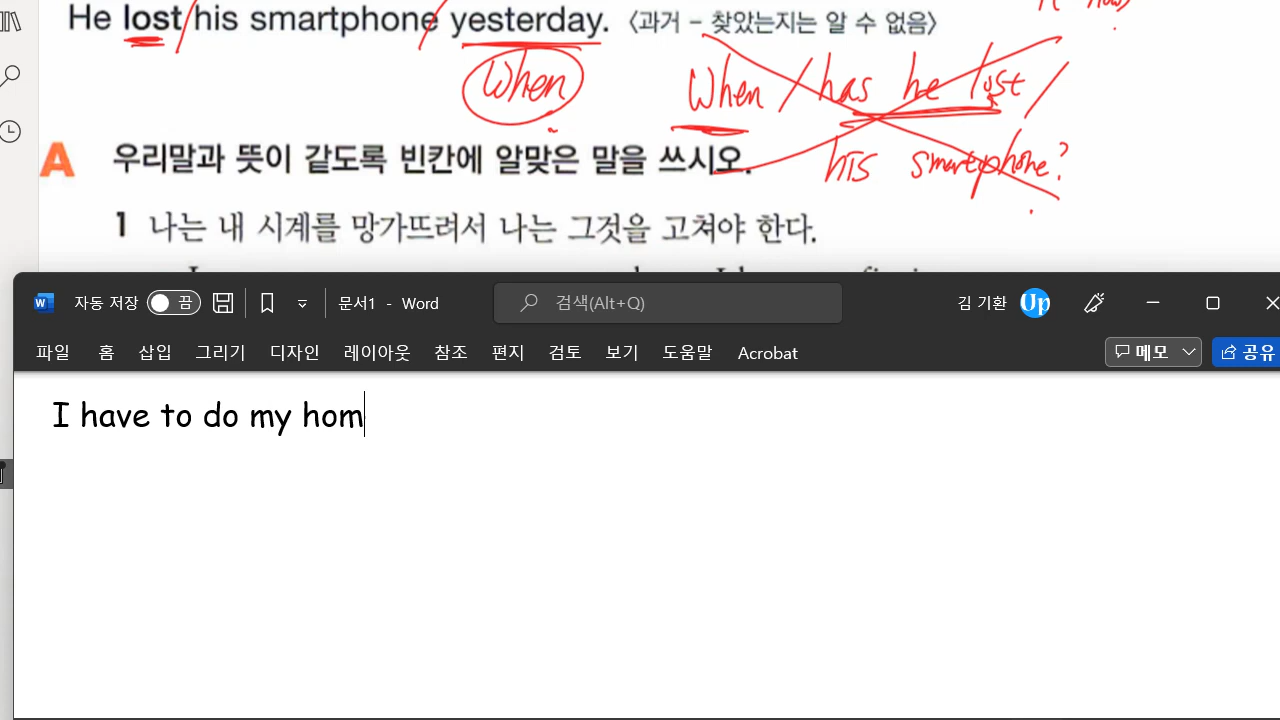 He lost his smartphone yesterday. 〈과거 – 찾았는지는 알 수 없음〉
When
When / has he lost /
his smartphone?
A 우리말과 뜻이 같도록 빈칸에 알맞은 말을 쓰시오.
1 나는 내 시계를 망가뜨려서 나는 그것을 고쳐야 한다.
자동 저장 끔 문서1 - Word 검색(Alt+Q) 김 기환 Up
파일 홈 삽입 그리기 디자인 레이아웃 참조 편지 검토 보기 도움말 Acrobat 메모 공유
I have to do my hom